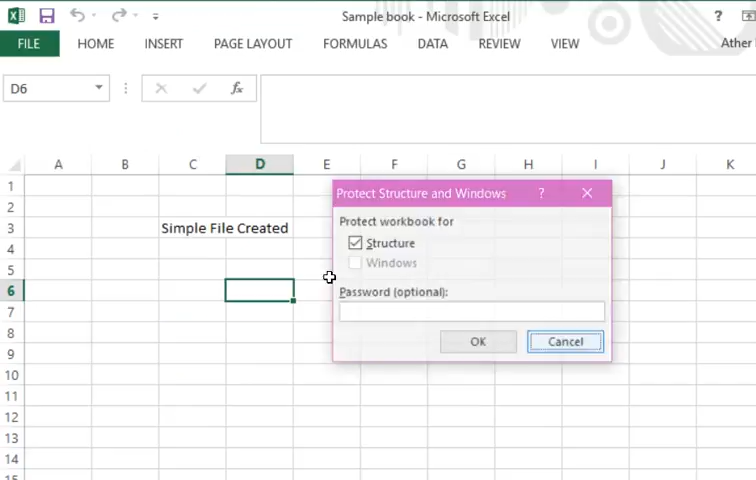 Sample book - Microsoft Excel
?
FILE HOME INSERT PAGE LAYOUT FORMULAS DATA REVIEW VIEW Ather
D6 fx
A B C D E F G H I J K
1
2
3 Simple File Created
4
5
6
7
8
9
10
11
12
13
14
15
Protect Structure and Windows ?
Protect workbook for
Structure
Windows
Password (optional):
OK Cancel